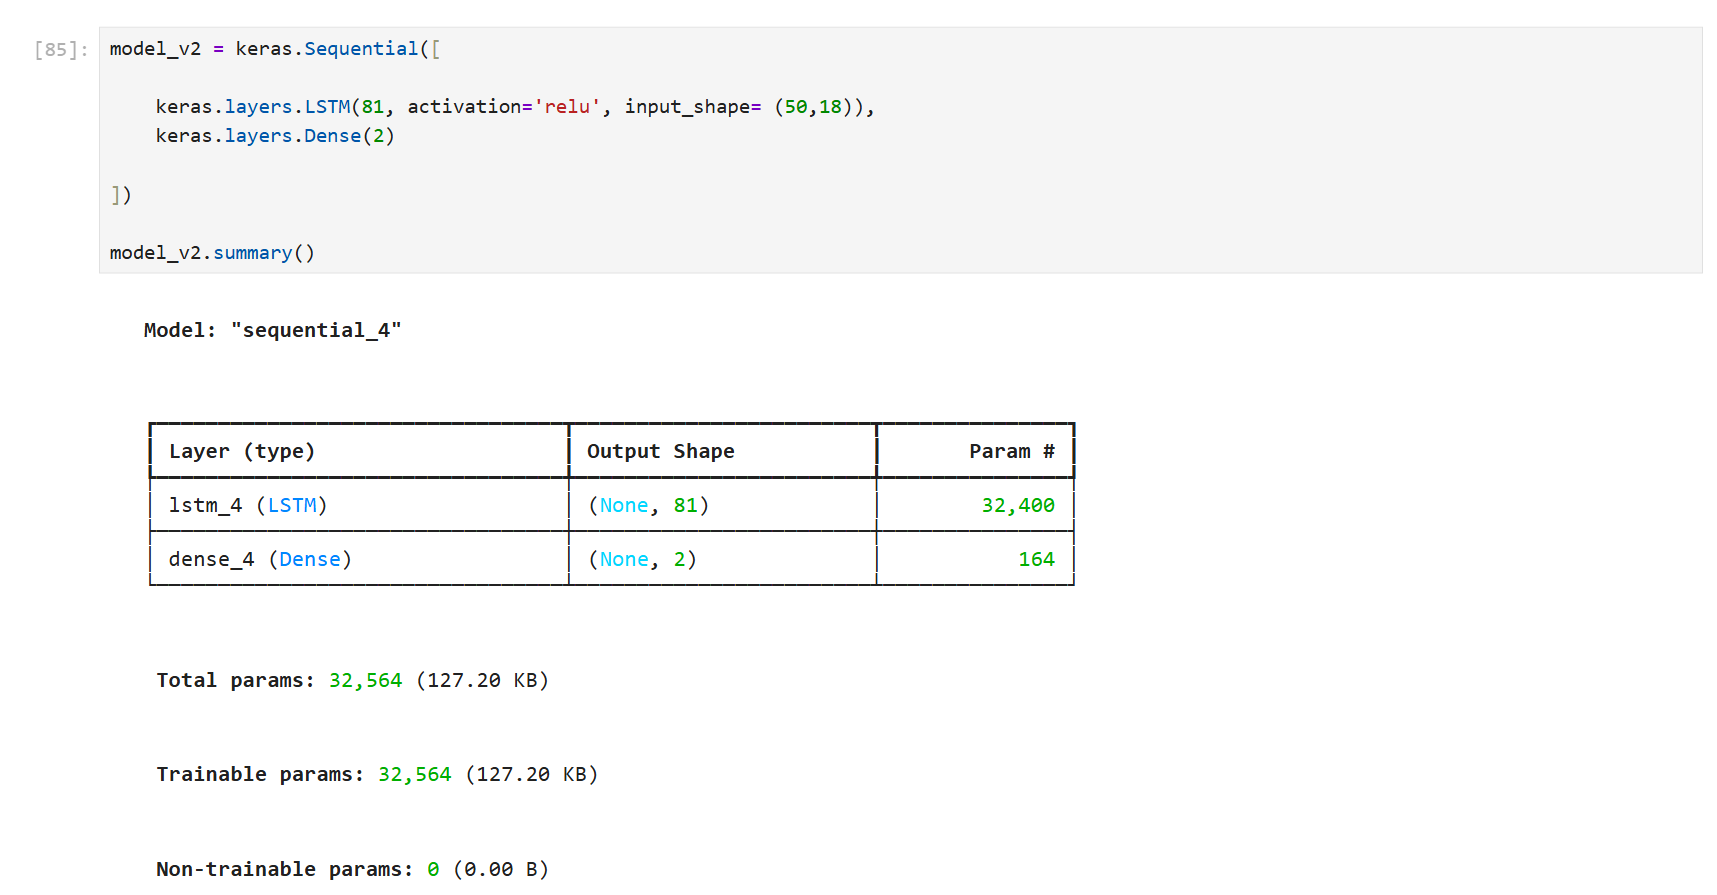 [85]: model_v2 = keras.Sequential([
keras.layers.LSTM(81, activation='relu', input_shape= (50,18)),
keras.layers.Dense(2)
])
model_v2.summary()
Model: "sequential_4"
Layer (type) Output Shape Param #
lstm_4 (LSTM) (None, 81) 32,400
dense_4 (Dense) (None, 2) 164
Total params: 32,564 (127.20 KB)
Trainable params: 32,564 (127.20 KB)
Non-trainable params: 0 (0.00 B)